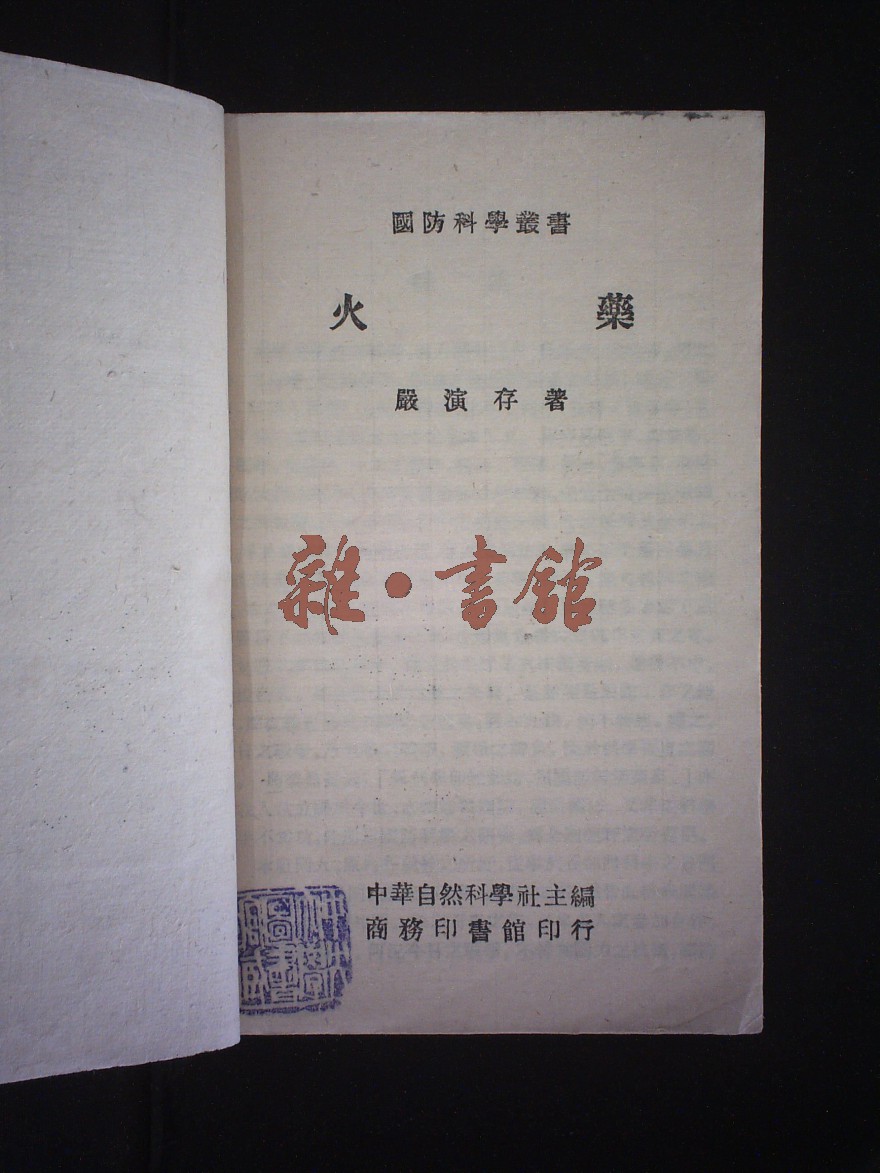 國防科學叢書
火藥
嚴演存著
雜·書館
中華自然科學社主編
商務印書館印行